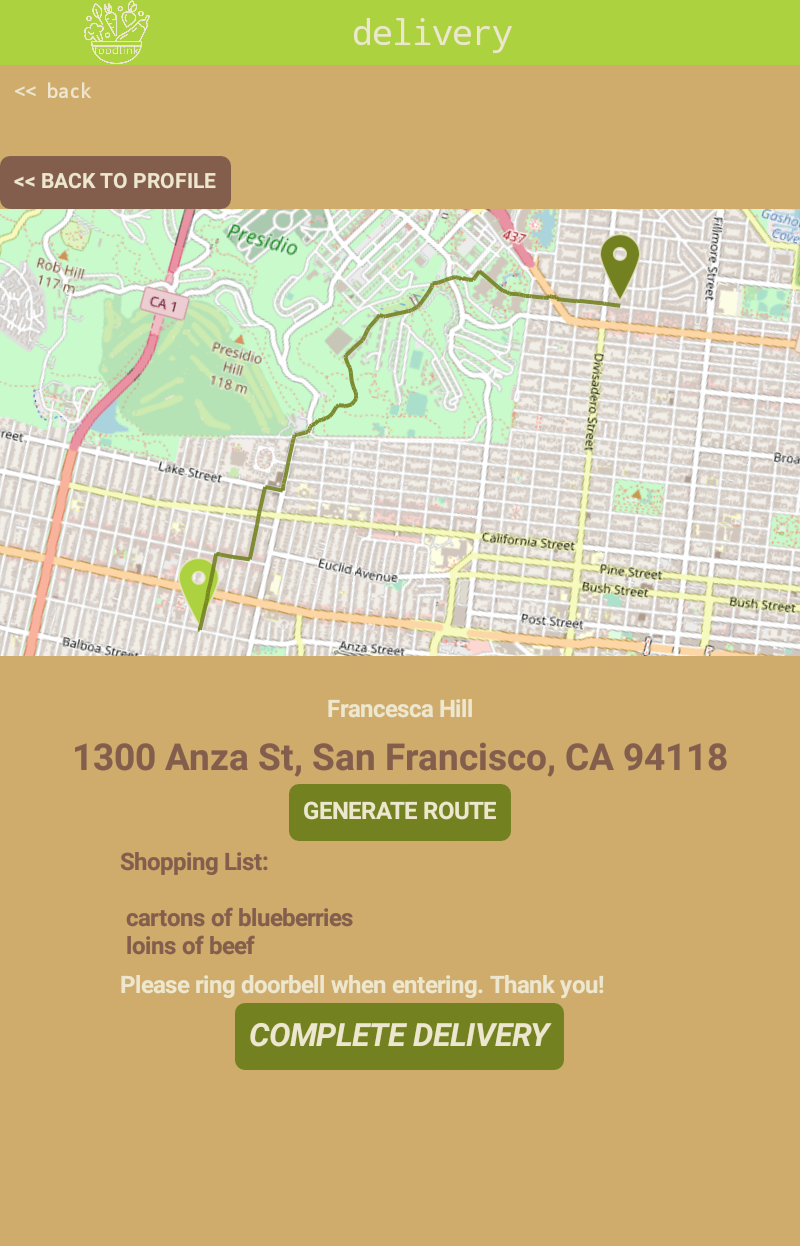 foodlink
delivery
<< back
<< BACK TO PROFILE
Presidio
437
Fillmore Street
Rob Hill
117 m
CA 1
Presidio
Hill
118 m
Divisadero Street
reet
Lake Street
Broa
California Street
Euclid Avenue
Pine Street
Bush Street
Bush Street
Post Street
Balboa Street
Anza Street
Francesca Hill
1300 Anza St, San Francisco, CA 94118
GENERATE ROUTE
Shopping List:
cartons of blueberries
loins of beef
Please ring doorbell when entering. Thank you!
COMPLETE DELIVERY